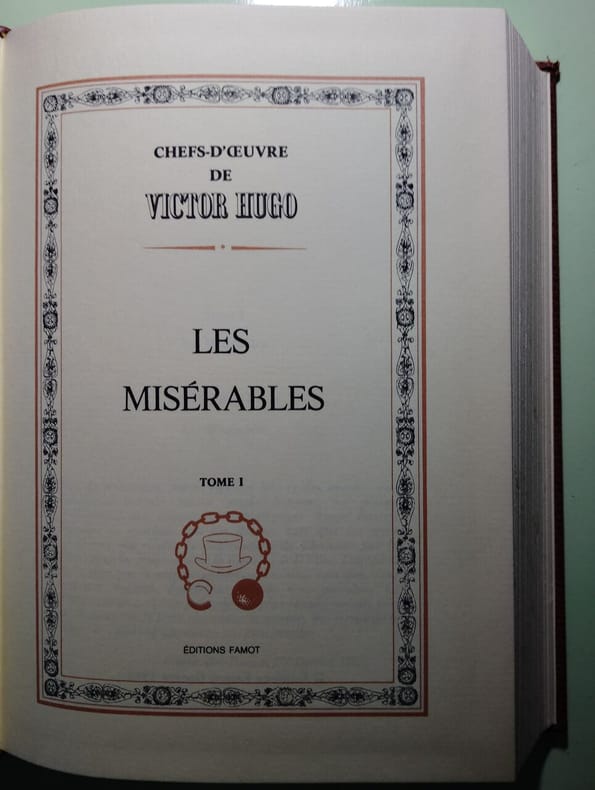 CHEFS-D'ŒUVRE
DE
VICTOR HUGO
LES
MISÉRABLES
TOME I
ÉDITIONS FAMOT